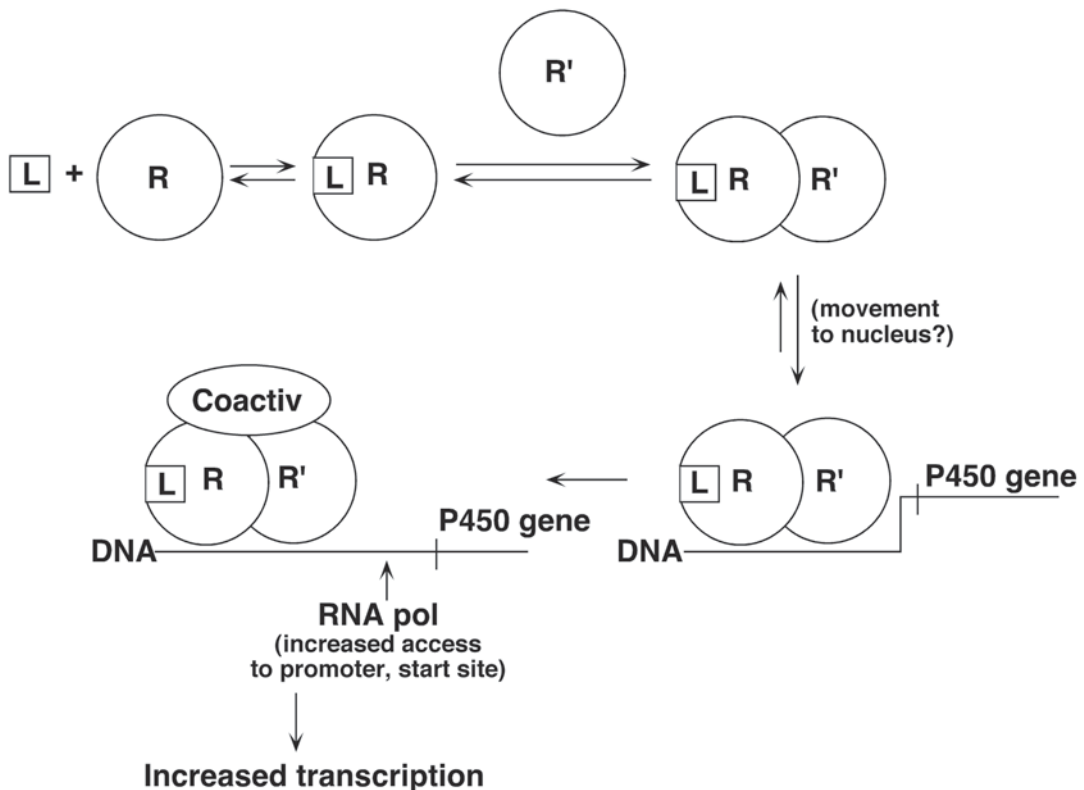 R'
L + R
L R
L R R'
(movement
to nucleus?)
Coactiv
L R R'
P450 gene
DNA
L R R'
P450 gene
DNA
RNA pol
(increased access
to promoter, start site)
Increased transcription